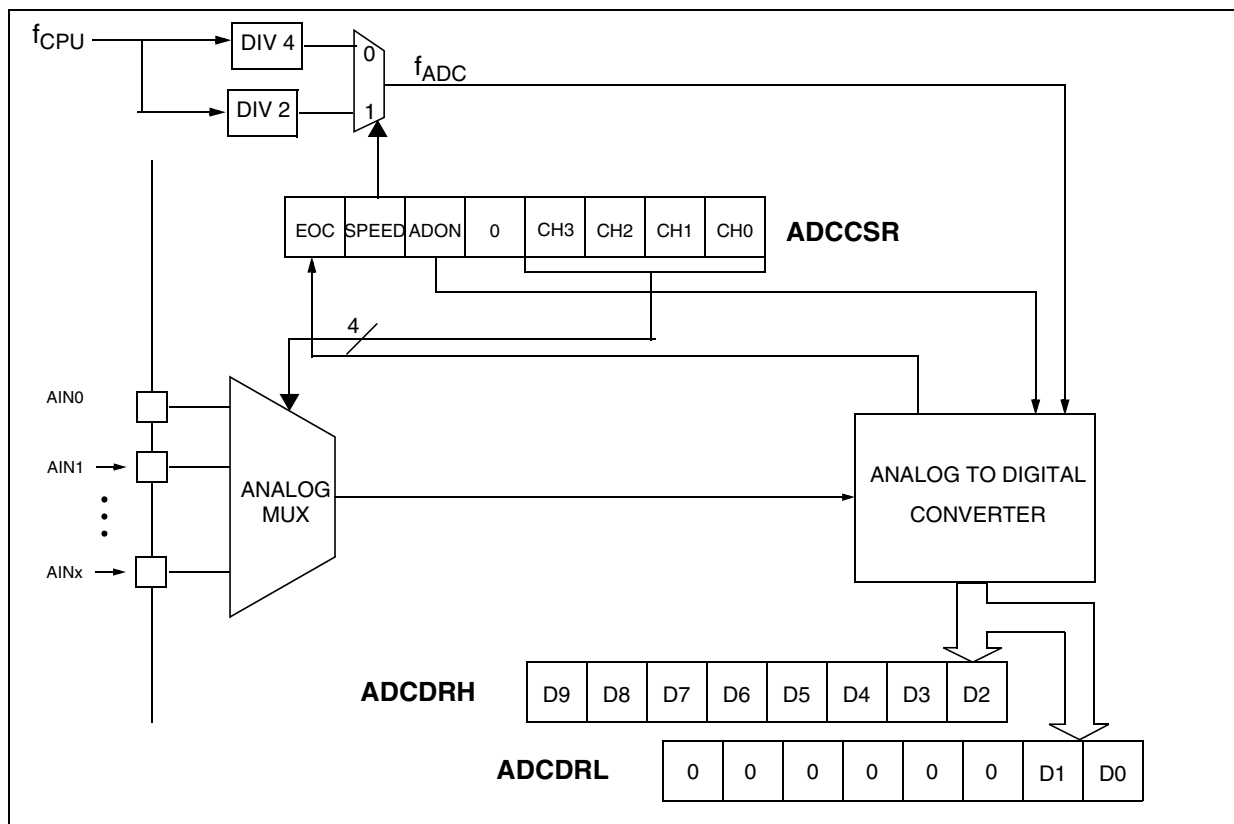 fCPU
DIV 4
0
fADC
DIV 2
1
EOC SPEED ADON 0 CH3 CH2 CH1 CH0 ADCCSR
4
AIN0
AIN1
ANALOG
MUX
ANALOG TO DIGITAL
CONVERTER
AINx
ADCDRH D9 D8 D7 D6 D5 D4 D3 D2
ADCDRL 0 0 0 0 0 0 D1 D0